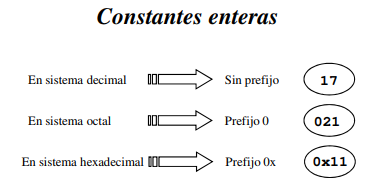 Constantes enteras
En sistema decimal Sin prefijo 17
En sistema octal Prefijo 0 021
En sistema hexadecimal Prefijo 0x 0x11